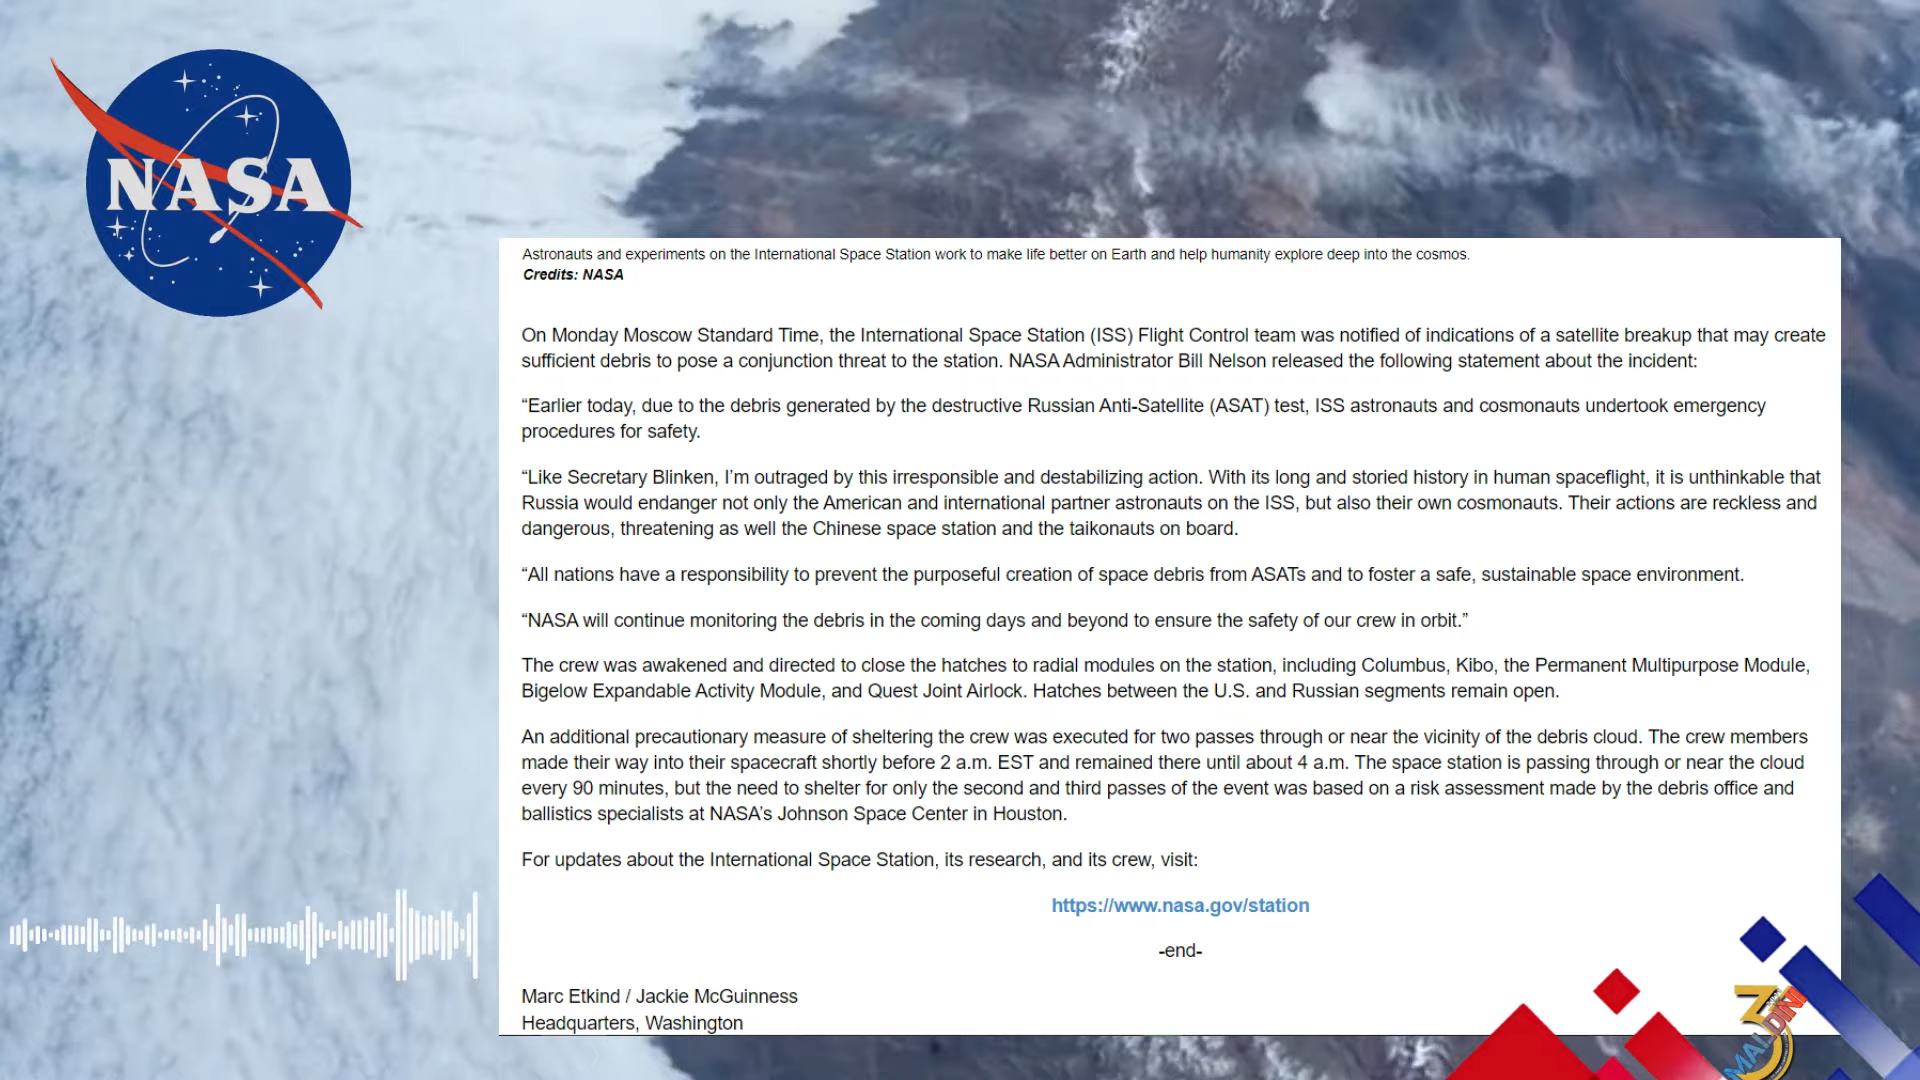 NASA
Astronauts and experiments on the International Space Station work to make life better on Earth and help humanity explore deep into the cosmos.
Credits: NASA
On Monday Moscow Standard Time, the International Space Station (ISS) Flight Control team was notified of indications of a satellite breakup that may create
sufficient debris to pose a conjunction threat to the station. NASA Administrator Bill Nelson released the following statement about the incident:
“Earlier today, due to the debris generated by the destructive Russian Anti-Satellite (ASAT) test, ISS astronauts and cosmonauts undertook emergency
procedures for safety.
“Like Secretary Blinken, I’m outraged by this irresponsible and destabilizing action. With its long and storied history in human spaceflight, it is unthinkable that
Russia would endanger not only the American and international partner astronauts on the ISS, but also their own cosmonauts. Their actions are reckless and
dangerous, threatening as well the Chinese space station and the taikonauts on board.
“All nations have a responsibility to prevent the purposeful creation of space debris from ASATs and to foster a safe, sustainable space environment.
“NASA will continue monitoring the debris in the coming days and beyond to ensure the safety of our crew in orbit.”
The crew was awakened and directed to close the hatches to radial modules on the station, including Columbus, Kibo, the Permanent Multipurpose Module,
Bigelow Expandable Activity Module, and Quest Joint Airlock. Hatches between the U.S. and Russian segments remain open.
An additional precautionary measure of sheltering the crew was executed for two passes through or near the vicinity of the debris cloud. The crew members
made their way into their spacecraft shortly before 2 a.m. EST and remained there until about 4 a.m. The space station is passing through or near the cloud
every 90 minutes, but the need to shelter for only the second and third passes of the event was based on a risk assessment made by the debris office and
ballistics specialists at NASA’s Johnson Space Center in Houston.
For updates about the International Space Station, its research, and its crew, visit:
https://www.nasa.gov/station
-end-
Marc Etkind / Jackie McGuinness
Headquarters, Washington
3
MALDINI